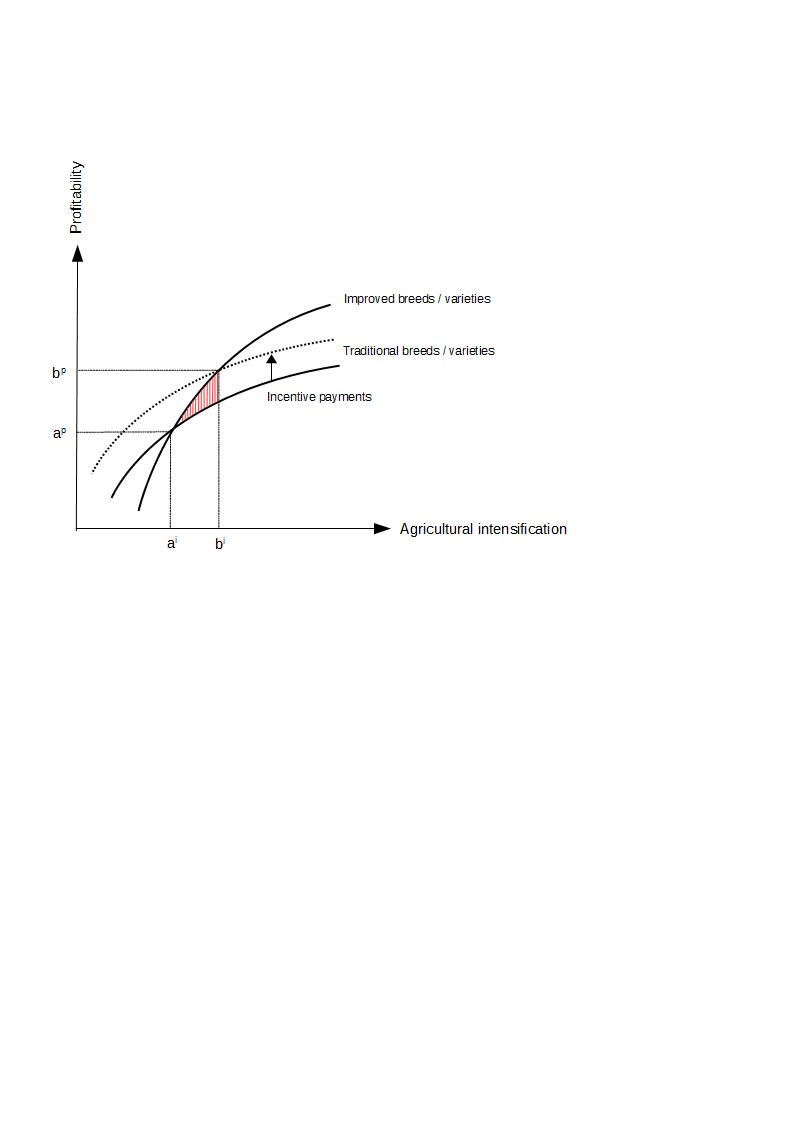 Profitability
Improved breeds / varieties
Traditional breeds / varieties
bᵖ
Incentive payments
aᵖ
Agricultural intensification
aⁱ
bⁱ